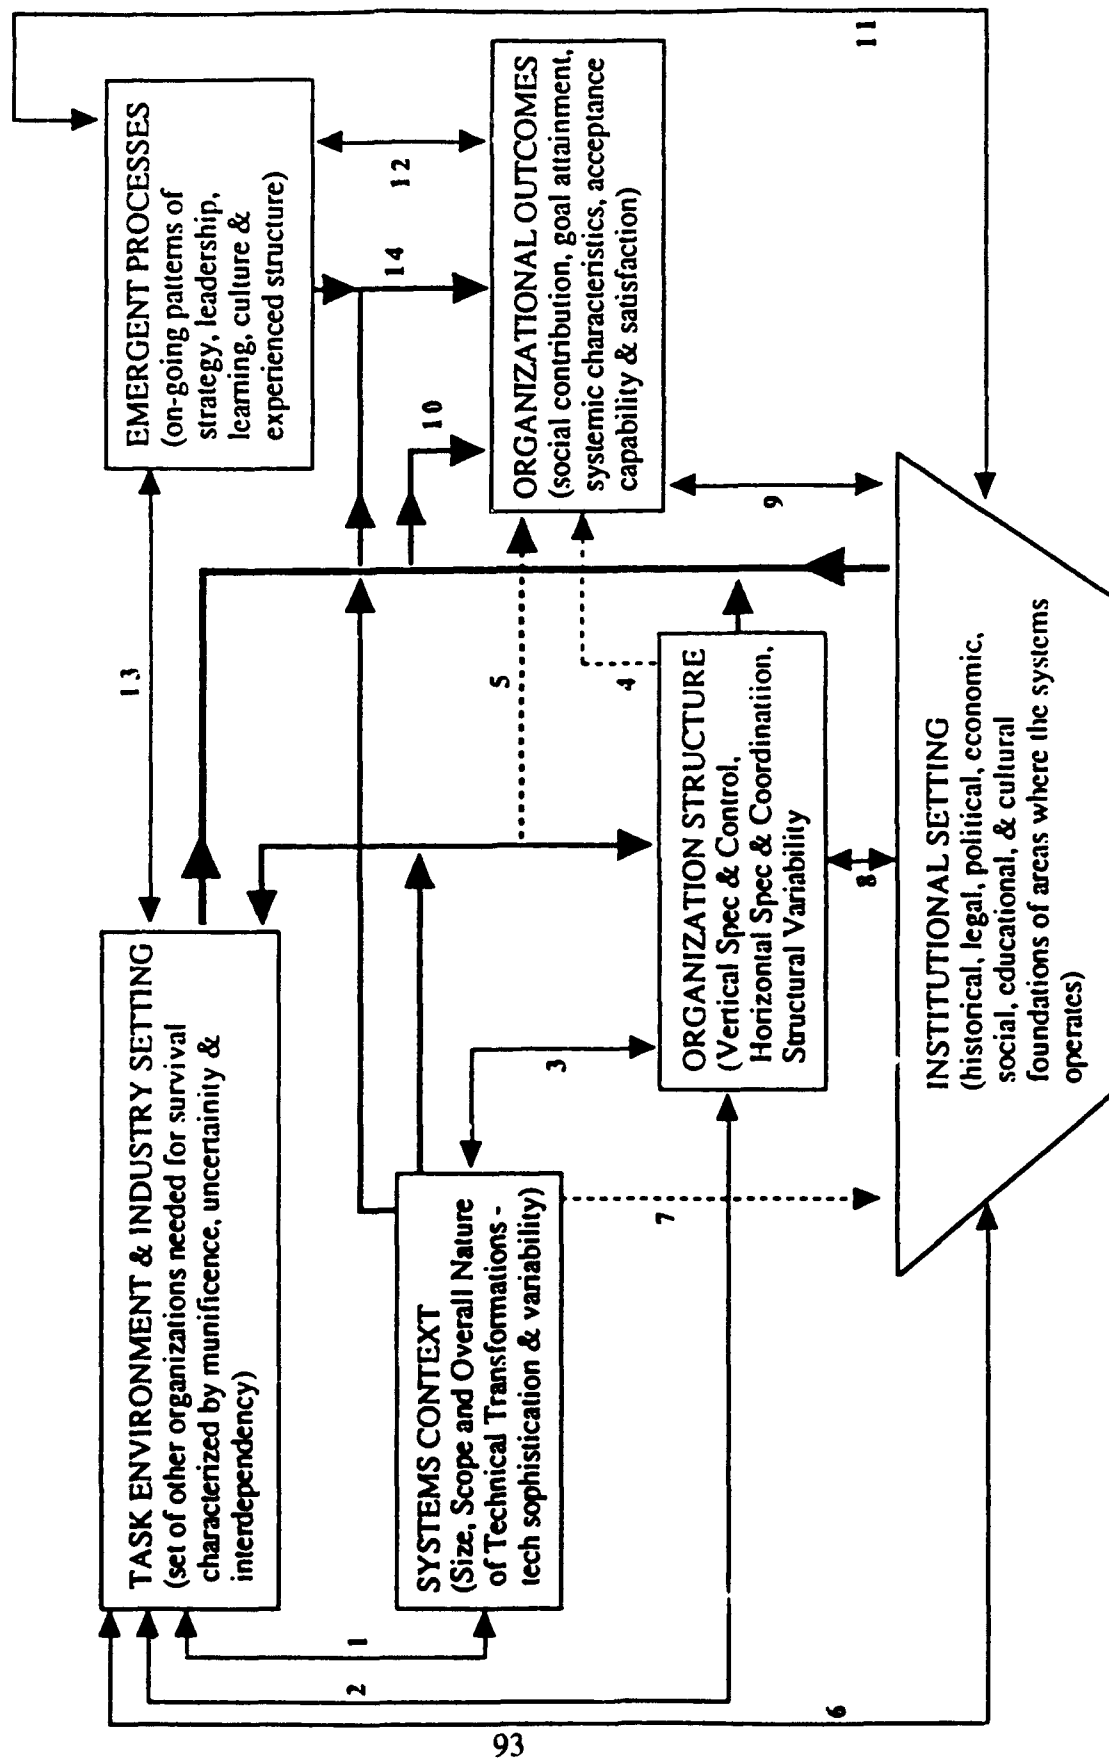 TASK ENVIRONMENT & INDUSTRY SETTING
(set of other organizations needed for survival
characterized by munificence, uncertainity &
interdependency)
EMERGENT PROCESSES
(on-going patterns of
strategy, leadership,
learning, culture &
experienced structure)
SYSTEMS CONTEXT
(Size, Scope and Overall Nature
of Technical Transformations -
tech sophistication & variability)
ORGANIZATIONAL OUTCOMES
(social contribution, goal attainment,
systemic characteristics, acceptance
capability & satisfaction)
ORGANIZATION STRUCTURE
(Vertical Spec & Control,
Horizontal Spec & Coordinatiion,
Structural Variability
INSTITUTIONAL SETTING
(historical, legal, political, economic,
social, educational, & cultural
foundations of areas where the systems
operates)
1
2
3
4
5
6
7
8
9
10
11
12
13
14
93